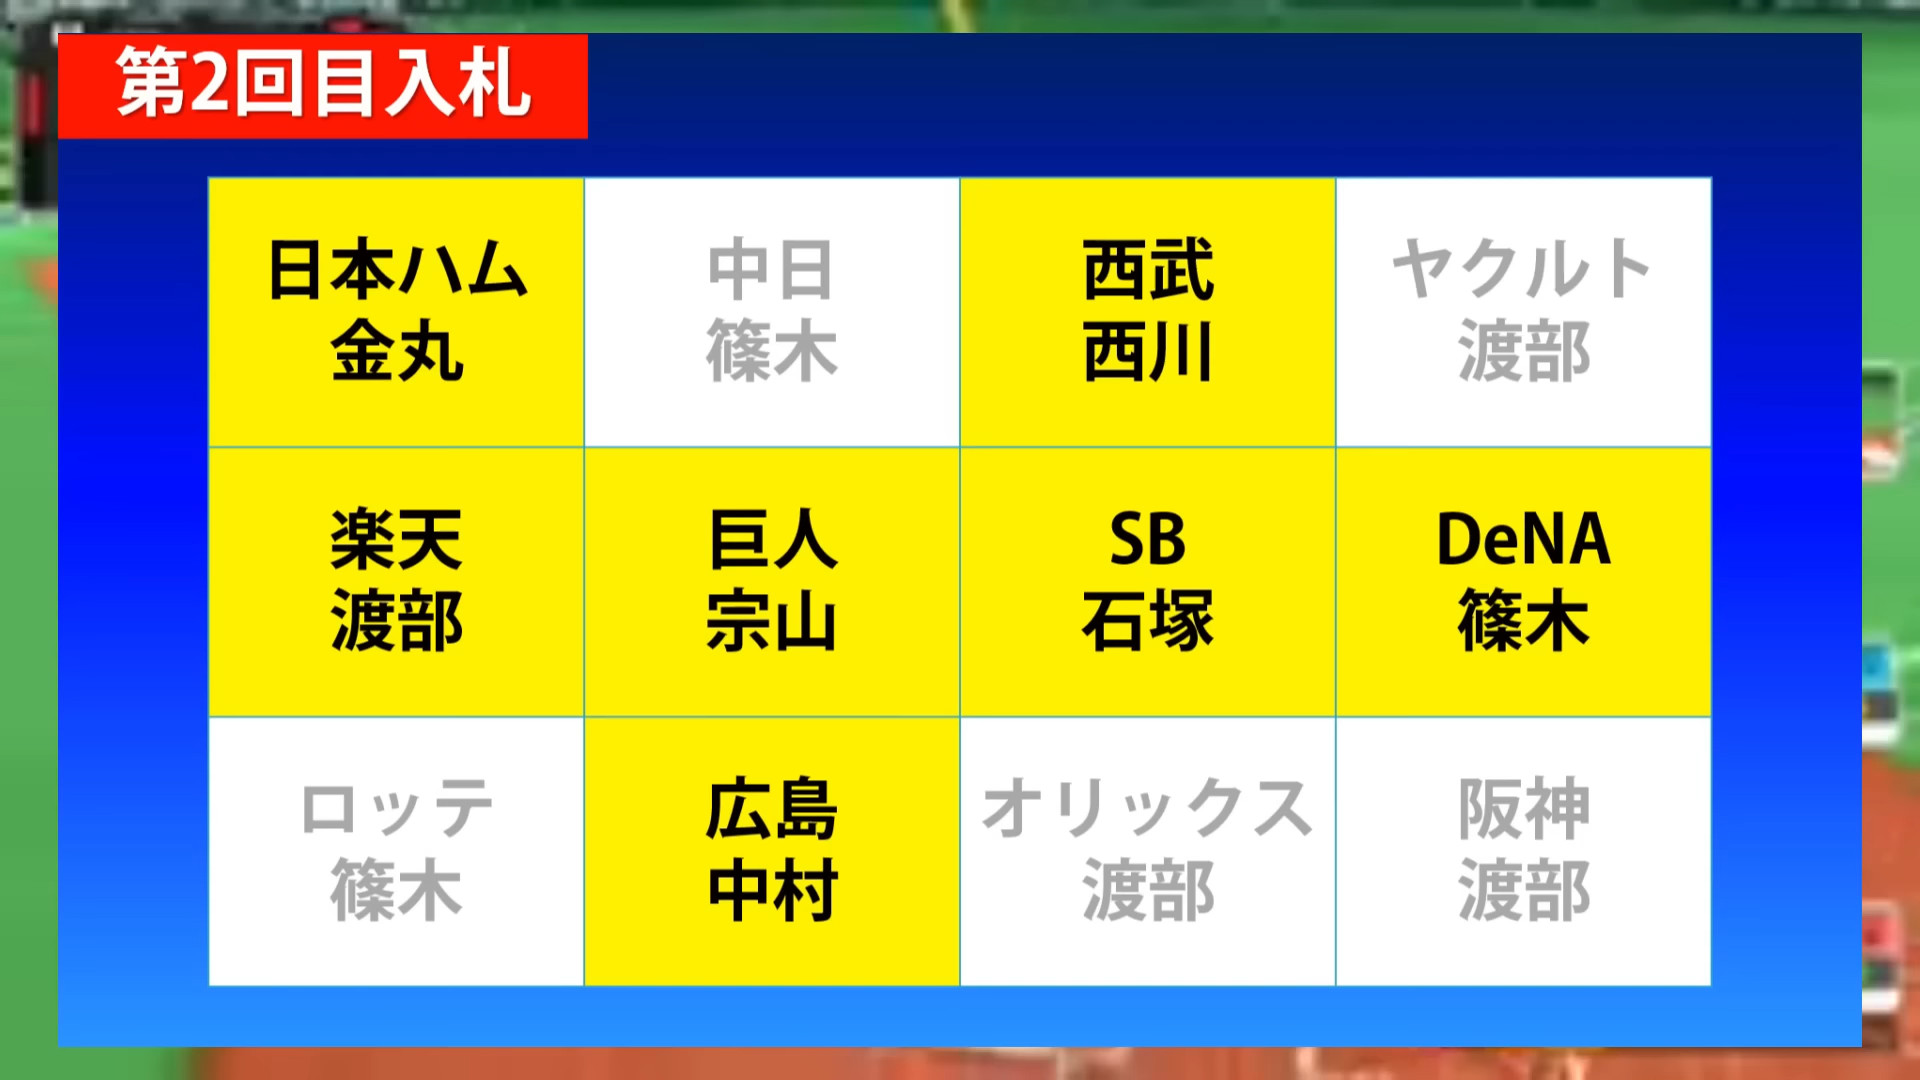 第2回目入札
日本ハム
金丸
中日
篠木
西武
西川
ヤクルト
渡部
楽天
渡部
巨人
宗山
SB
石塚
DeNA
篠木
ロッテ
篠木
広島
中村
オリックス
渡部
阪神
渡部